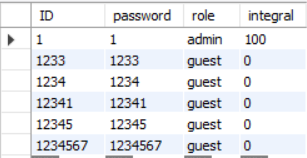 ID password role integral
1 1 admin 100
1233 1233 guest 0
1234 1234 guest 0
12341 12341 guest 0
12345 12345 guest 0
1234567 1234567 guest 0